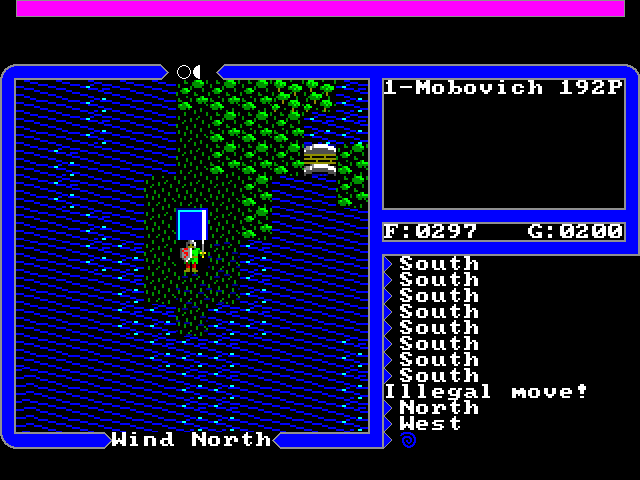 1-Mobovich 192P
F:0297 G:0200
South
South
South
South
South
South
South
South
Illegal move!
North
West
Wind North